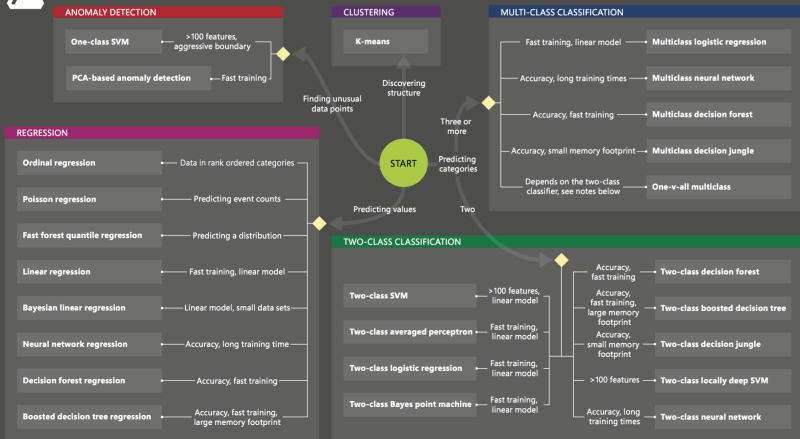 ANOMALY DETECTION
One-class SVM
>100 features,
aggressive boundary
PCA-based anomaly detection
Fast training
CLUSTERING
K-means
MULTI-CLASS CLASSIFICATION
Fast training, linear model
Multiclass logistic regression
Accuracy, long training times
Multiclass neural network
Accuracy, fast training
Multiclass decision forest
Accuracy, small memory footprint
Multiclass decision jungle
Depends on the two-class
classifier, see notes below
One-v-all multiclass
Finding unusual
data points
Discovering
structure
Three or
more
START
Predicting
categories
Predicting values
Two
REGRESSION
Ordinal regression
Data in rank ordered categories
Poisson regression
Predicting event counts
Fast forest quantile regression
Predicting a distribution
Linear regression
Fast training, linear model
Bayesian linear regression
Linear model, small data sets
Neural network regression
Accuracy, long training time
Decision forest regression
Accuracy, fast training
Boosted decision tree regression
Accuracy, fast training,
large memory footprint
TWO-CLASS CLASSIFICATION
Two-class SVM
>100 features,
linear model
Two-class averaged perceptron
Fast training,
linear model
Two-class logistic regression
Fast training,
linear model
Two-class Bayes point machine
Fast training,
linear model
Accuracy,
fast training
Two-class decision forest
Accuracy,
fast training,
large memory
footprint
Two-class boosted decision tree
Accuracy,
small memory
footprint
Two-class decision jungle
>100 features
Two-class locally deep SVM
Accuracy, long
training times
Two-class neural network